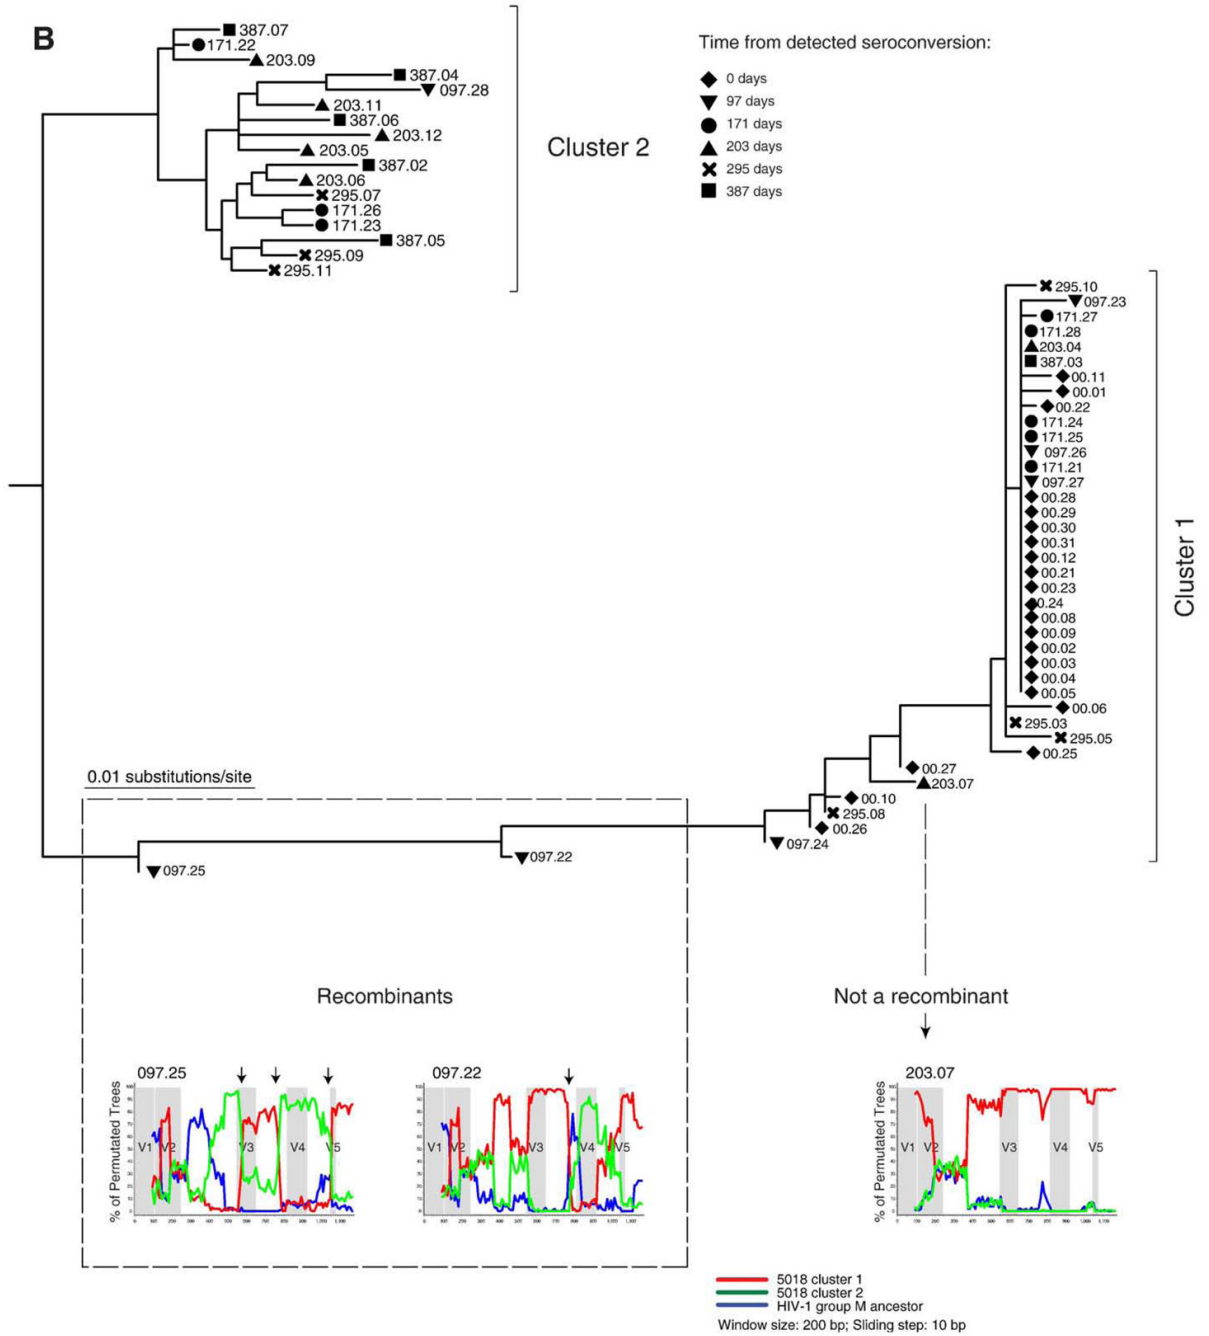 B
387.07
171.22
203.09
387.04
097.28
203.11
387.06
203.12
203.05
387.02
203.06
295.07
171.26
171.23
387.05
295.09
295.11
Cluster 2
Time from detected seroconversion:
0 days
97 days
171 days
203 days
295 days
387 days
295.10
097.23
171.27
171.28
203.04
387.03
00.11
00.01
00.22
171.24
171.25
097.26
171.21
097.27
00.28
00.29
00.30
00.31
00.12
00.21
00.23
0.24
00.08
00.09
00.02
00.03
00.04
00.05
00.06
295.03
295.05
00.25
Cluster 1
00.27
203.07
00.10
295.08
00.26
097.24
0.01 substitutions/site
097.22
097.25
Recombinants
Not a recombinant
097.25
% of Permutated Trees
V1 V2 V3 V4 V5
097.22
V1 V2 V3 V4 V5
203.07
% of Permutated Trees
V1 V2 V3 V4 V5
5018 cluster 1
5018 cluster 2
HIV-1 group M ancestor
Window size: 200 bp; Sliding step: 10 bp